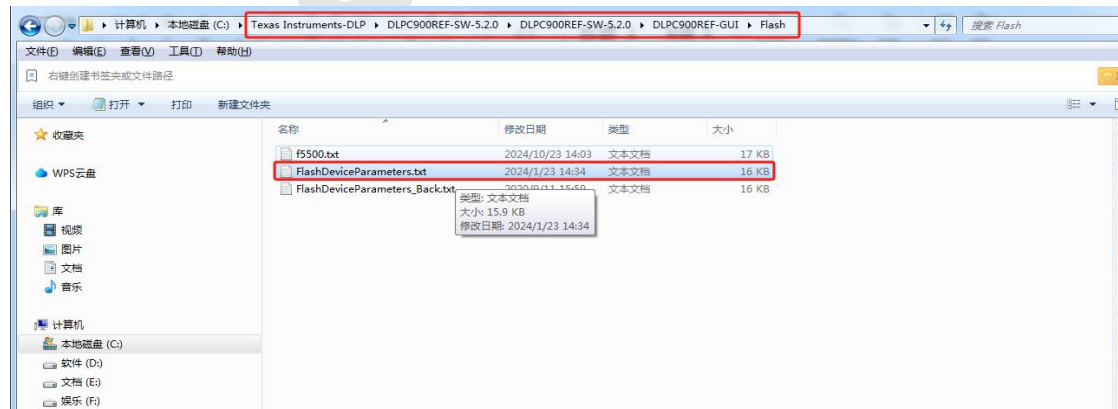 计算机 ▸ 本地磁盘 (C:) ▸ Texas Instruments-DLP ▸ DLPC900REF-SW-5.2.0 ▸ DLPC900REF-SW-5.2.0 ▸ DLPC900REF-GUI ▸ Flash
搜索 Flash
文件(F) 编辑(E) 查看(V) 工具(T) 帮助(H)
右键创建书签夹或文件路径
组织 打开 打印 新建文件夹
名称 修改日期 类型 大小
收藏夹
f5500.txt 2024/10/23 14:03 文本文档 17 KB
WPS云盘
FlashDeviceParameters.txt 2024/1/23 14:34 文本文档 16 KB
FlashDeviceParameters_Back.txt 2020/9/11 15:59 文本文档 16 KB
类型: 文本文档
大小: 15.9 KB
修改日期: 2024/1/23 14:34
库
视频
图片
文档
音乐
计算机
本地磁盘 (C:)
软件 (D:)
文档 (E:)
娱乐 (F:)